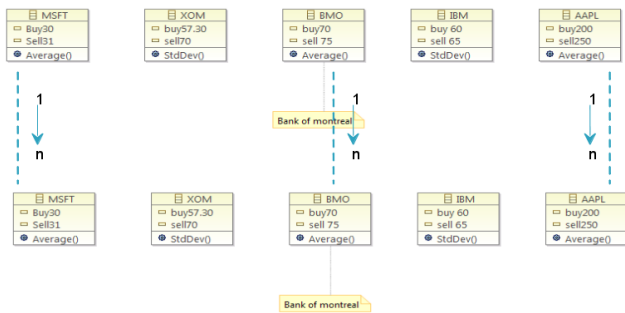 MSFT
Buy30
Sell31
Average()
XOM
buy57.30
sell70
StdDev()
BMO
buy70
sell 75
Average()
IBM
buy 60
sell 65
StdDev()
AAPL
buy200
sell250
Average()
1
n
Bank of montreal
1
n
1
n
MSFT
Buy30
Sell31
Average()
XOM
buy57.30
sell70
StdDev()
BMO
buy70
sell 75
Average()
IBM
buy 60
sell 65
StdDev()
AAPL
buy200
sell250
Average()
Bank of montreal